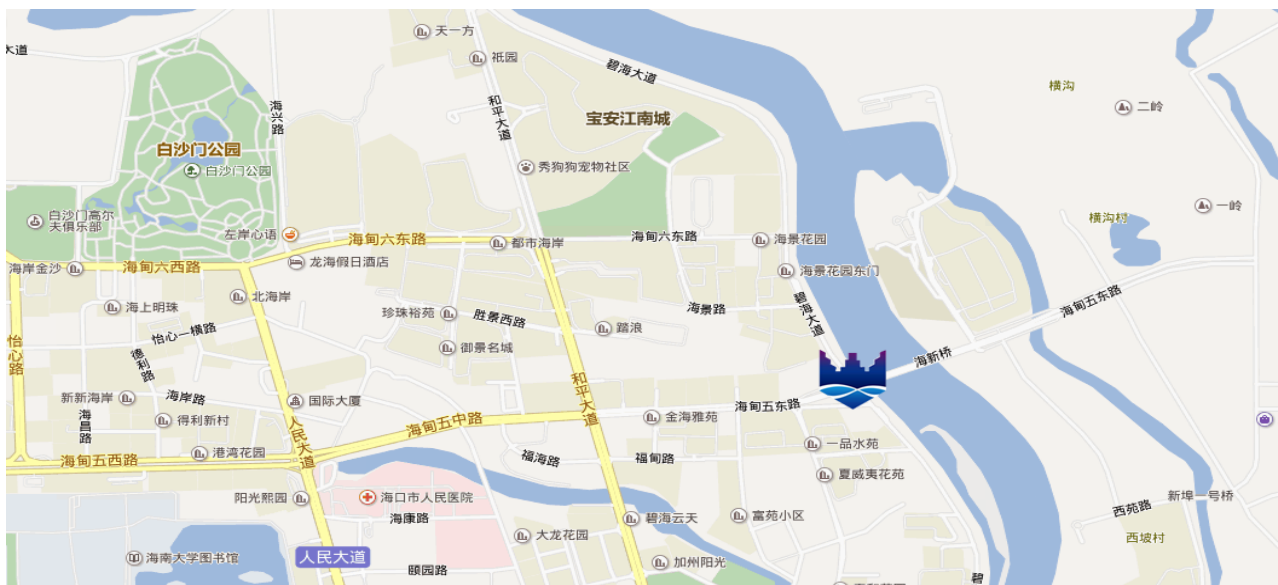 天一方
祗园
大道
碧海大道
横沟
二岭
海兴路
和平大道
宝安江南城
白沙门公园
白沙门公园
秀狗狗宠物社区
白沙门高尔
夫俱乐部
左岸心语
一岭
横沟村
海甸六东路
都市海岸
海甸六东路
海景花园
海岸金沙
海甸六西路
龙海假日酒店
海景花园东门
北海岸
海上明珠
珍珠裕苑
胜景西路
海景路
碧海大道
海甸五东路
怡心一横路
怡心路
踏浪
御景名城
德利路
海新桥
和平大道
新新海岸
海岸路
国际大厦
海昌路
得利新村
人民大道
海甸五中路
金海雅苑
海甸五东路
港湾花园
海甸五西路
福海路
福甸路
一品水苑
夏威夷花苑
阳光熙园
海口市人民医院
海康路
碧海云天
富苑小区
新埠一号桥
西苑路
大龙花园
西坡村
海南大学图书馆
人民大道
颐园路
加州阳光
碧